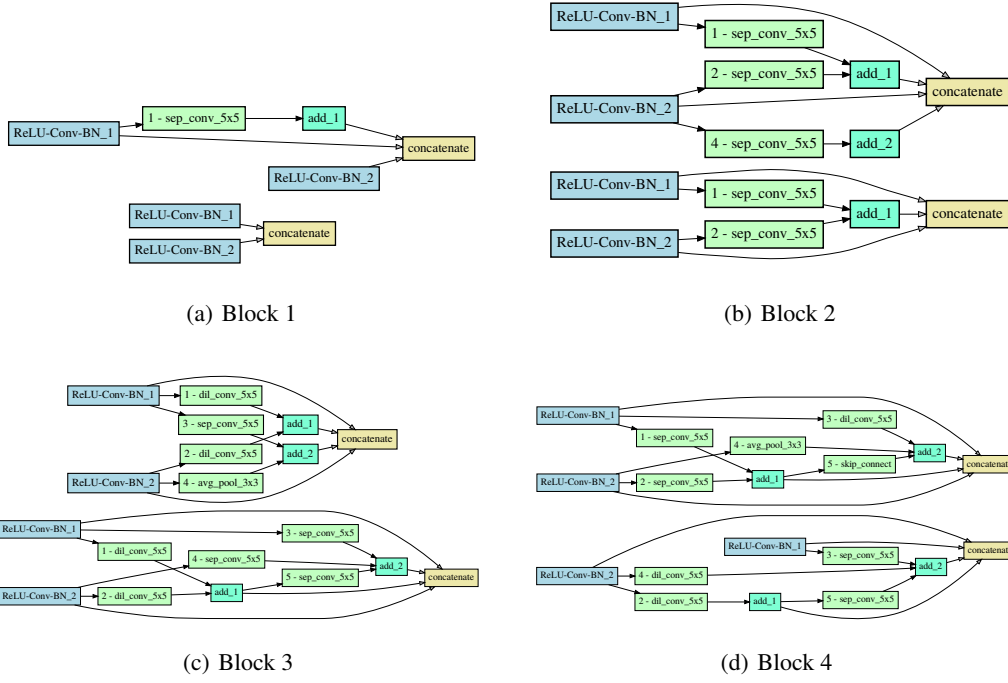 ReLU-Conv-BN_1
1 - sep_conv_5x5
add_1
concatenate
ReLU-Conv-BN_2
ReLU-Conv-BN_1
ReLU-Conv-BN_2
concatenate
(a) Block 1
ReLU-Conv-BN_1
1 - sep_conv_5x5
2 - sep_conv_5x5
add_1
concatenate
ReLU-Conv-BN_2
4 - sep_conv_5x5
add_2
ReLU-Conv-BN_1
1 - sep_conv_5x5
add_1
concatenate
ReLU-Conv-BN_2
2 - sep_conv_5x5
(b) Block 2
ReLU-Conv-BN_1
1 - dil_conv_5x5
3 - sep_conv_5x5
add_1
concatenate
2 - dil_conv_5x5
add_2
ReLU-Conv-BN_2
4 - avg_pool_3x3
ReLU-Conv-BN_1
3 - sep_conv_5x5
1 - dil_conv_5x5
4 - sep_conv_5x5
add_2
5 - sep_conv_5x5
concatenate
ReLU-Conv-BN_2
2 - dil_conv_5x5
add_1
(c) Block 3
ReLU-Conv-BN_1
3 - dil_conv_5x5
1 - sep_conv_5x5
4 - avg_pool_3x3
add_2
5 - skip_connect
concatenate
ReLU-Conv-BN_2
2 - sep_conv_5x5
add_1
ReLU-Conv-BN_1
3 - sep_conv_5x5
concatenate
add_2
ReLU-Conv-BN_2
4 - dil_conv_5x5
2 - dil_conv_5x5
add_1
5 - sep_conv_5x5
(d) Block 4